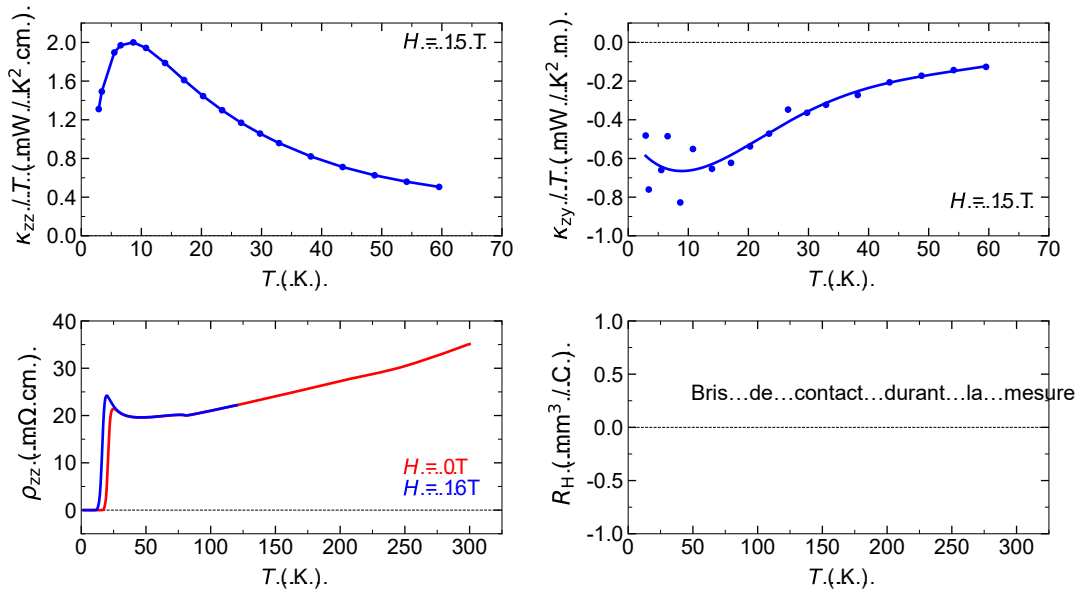 2.0
1.6
1.2
0.8
0.4
0.0
κzz././.T.(.mW././.K².cm.).
H.=.15.T.
0 10 20 30 40 50 60 70
T.(.K.).
0.0
-0.2
-0.4
-0.6
-0.8
-1.0
κzy././.T.(.mW././.K².m.).
H.=.15.T.
0 10 20 30 40 50 60 70
T.(.K.).
40
30
20
10
0
ρzz.(.mΩ.cm.).
H.=.0T
H.=.16T
0 50 100 150 200 250 300
T.(.K.).
1.0
0.5
0.0
-0.5
-1.0
RH.(.mm³././.C.).
Bris…de…contact…durant…la…mesure
0 50 100 150 200 250 300
T.(.K.).